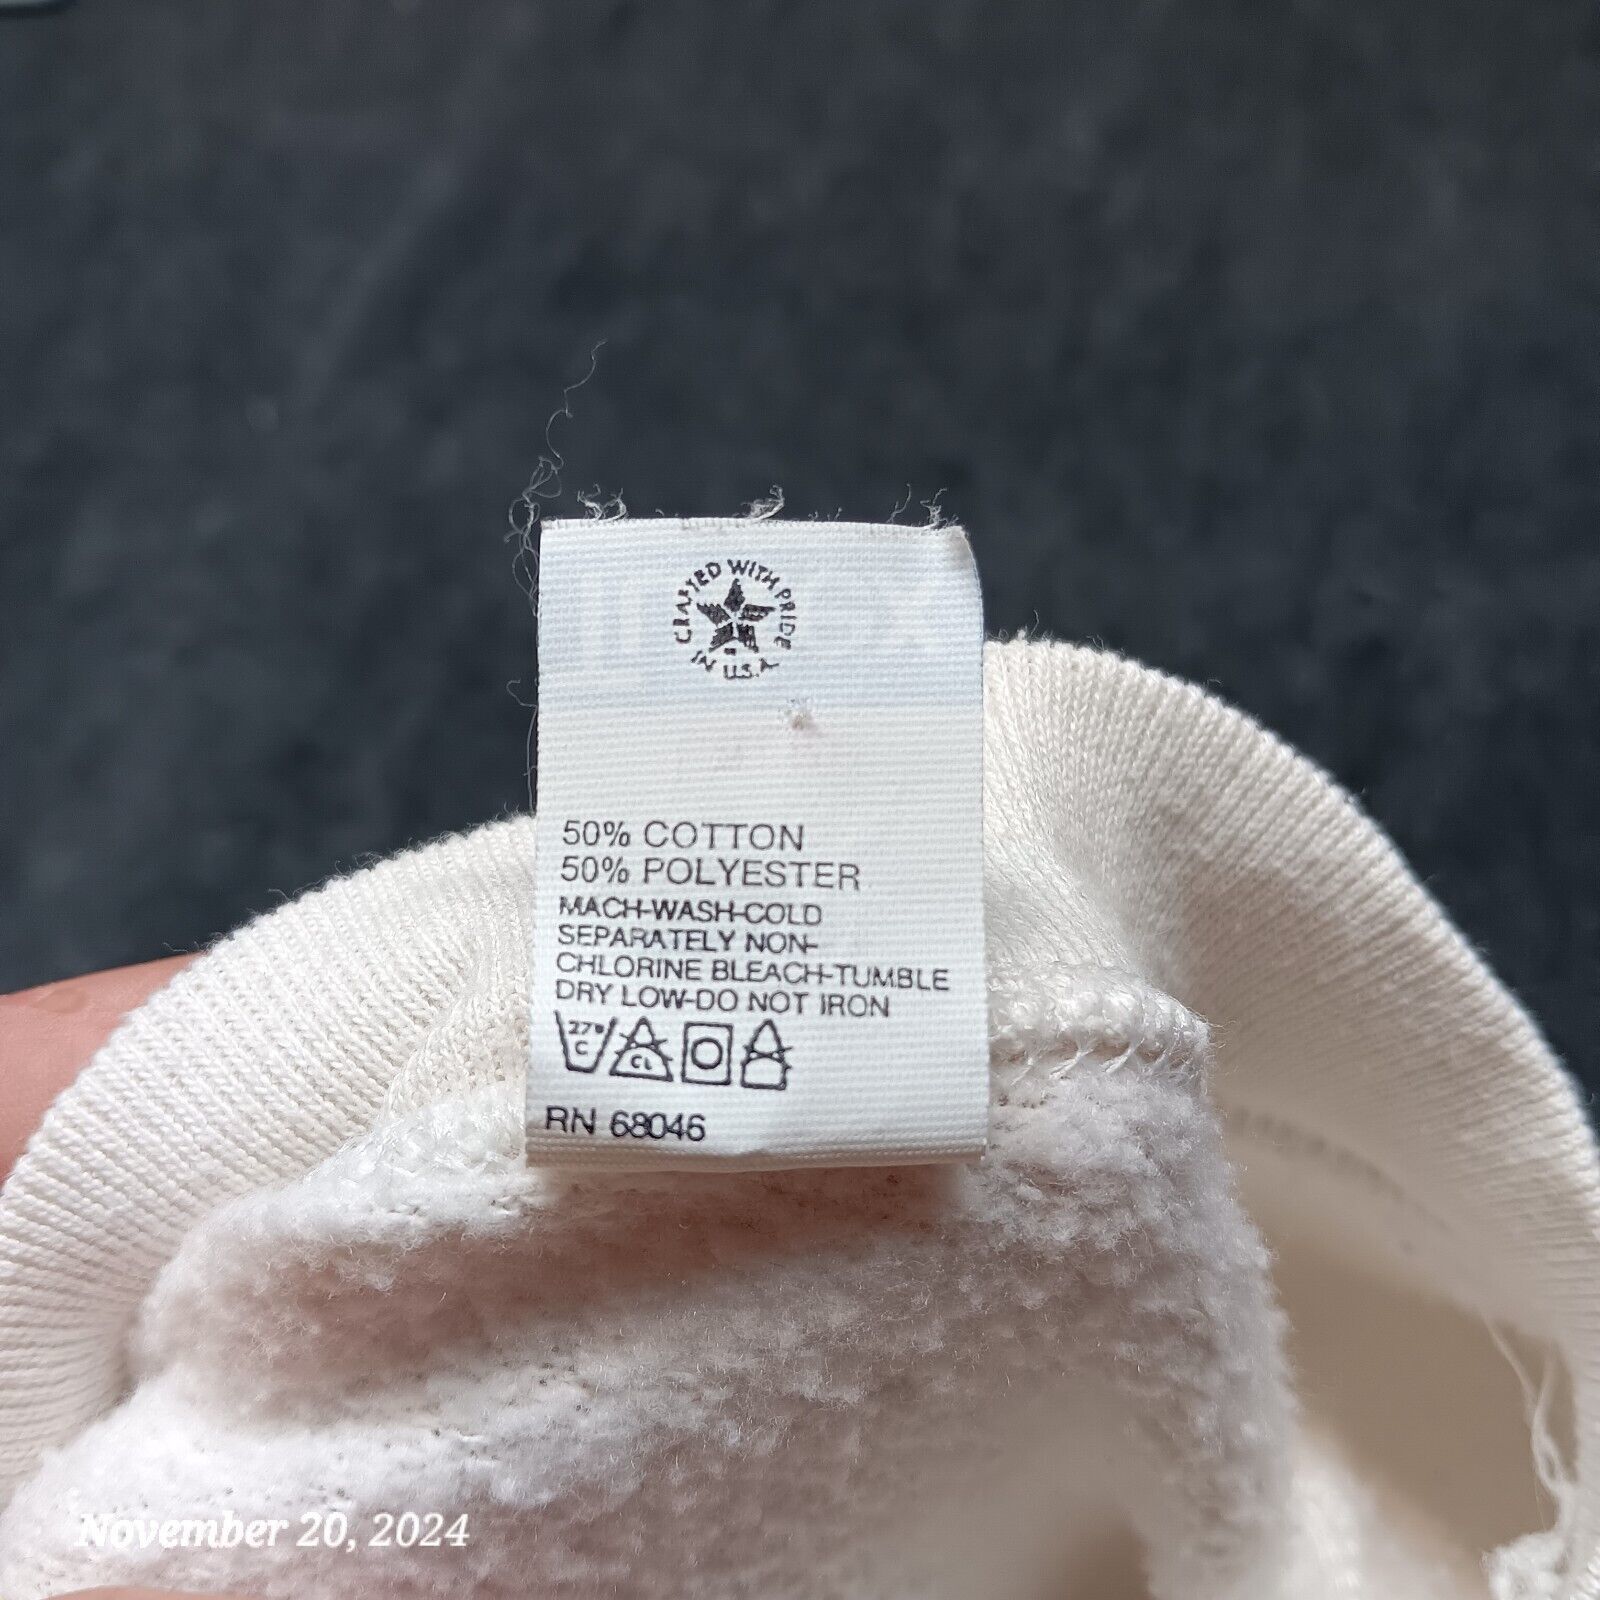 CRAFTED WITH PRIDE
IN U.S.A
50% COTTON
50% POLYESTER
MACH-WASH-COLD
SEPARATELY NON-
CHLORINE BLEACH-TUMBLE
DRY LOW-DO NOT IRON
27°
C
CL
RN 68046
November 20, 2024